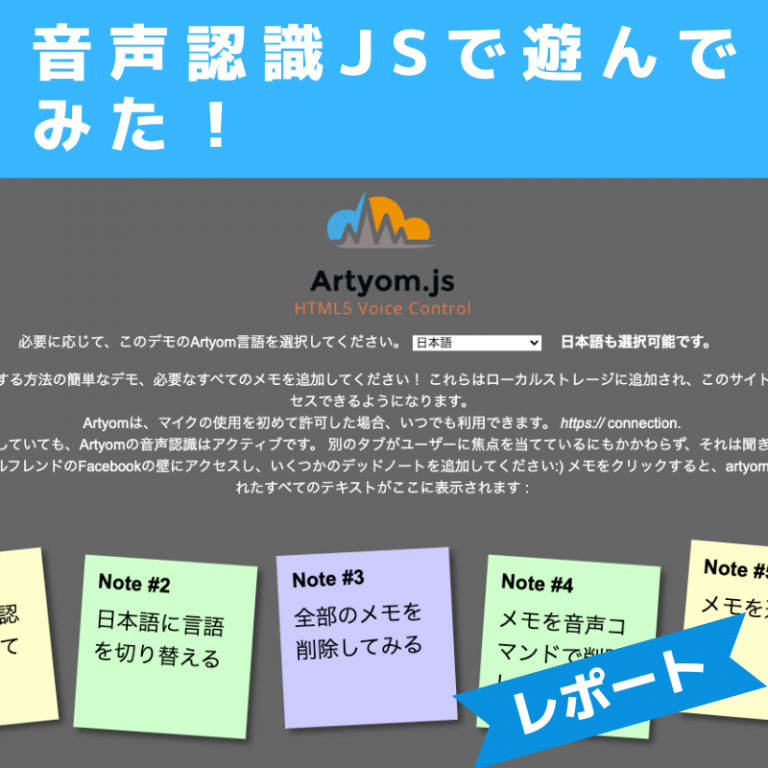 音声認識JSで遊んで
みた！
Artyom.js
HTML5 Voice Control
必要に応じて、このデモのArtyom言語を選択してください。 日本語 日本語も選択可能です。
する方法の簡単なデモ、必要なすべてのメモを追加してください！ これらはローカルストレージに追加され、このサイト
セスできるようになります。
Artyomは、マイクの使用を初めて許可した場合、いつでも利用できます。 https:// connection.
していても、Artyomの音声認識はアクティブです。 別のタブがユーザーに焦点を当てているにもかかわらず、それは聞き
ルフレンドのFacebookの壁にアクセスし、いくつかのデッドノートを追加してください:) メモをクリックすると、artyom
れたすべてのテキストがここに表示されます：
認
て
Note #2
日本語に言語
を切り替える
Note #3
全部のメモを
削除してみる
Note #4
メモを音声コ
マンドで削
Note #5
メモを
レポート